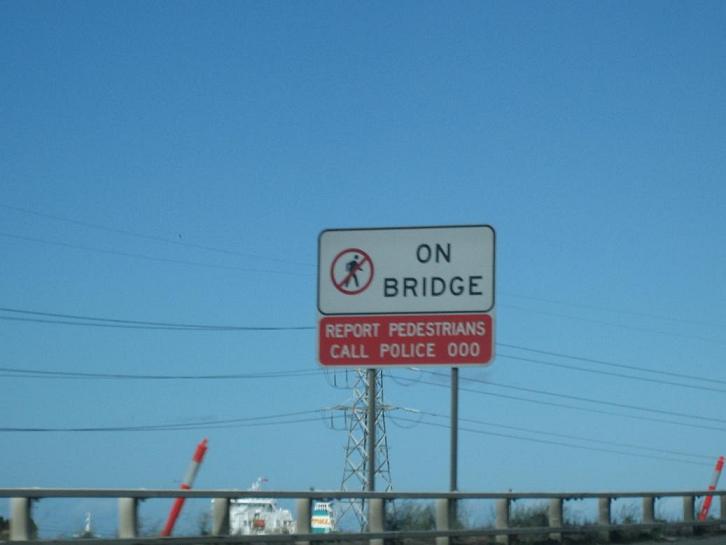 ON
BRIDGE
REPORT PEDESTRIANS
CALL POLICE 000